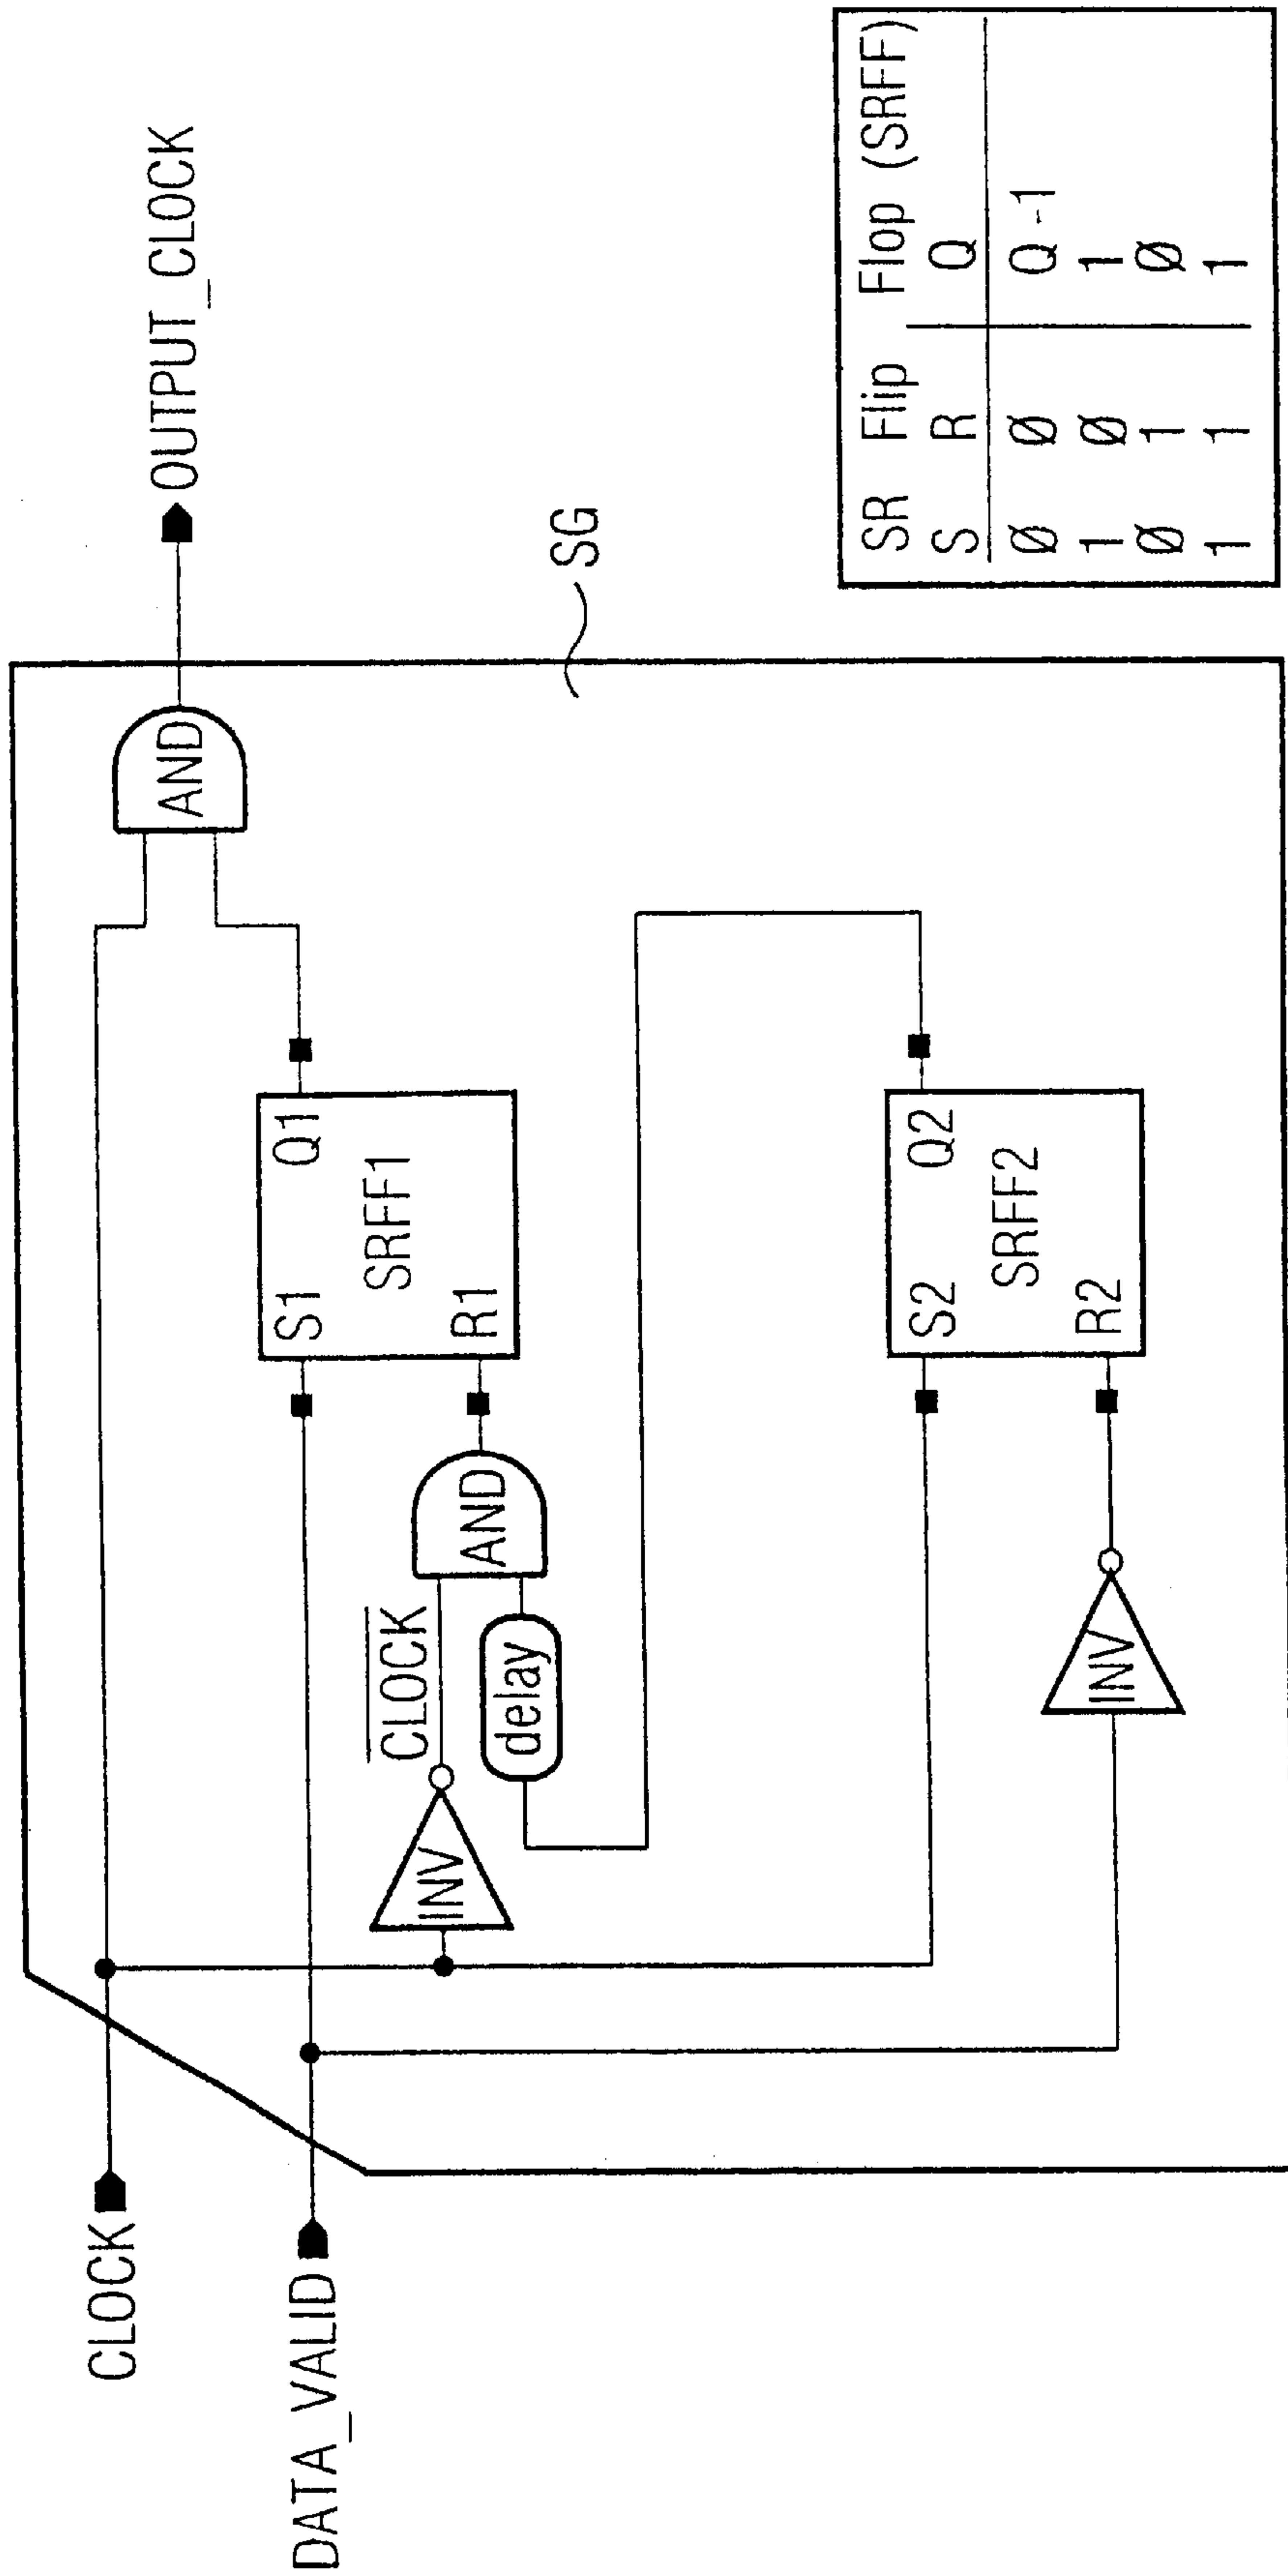 CLOCK
DATA_VALID
OUTPUT_CLOCK
AND
S1 Q1
SRFF1
R1
CLOCK
INV
AND
delay
SG
S2 Q2
SRFF2
R2
INV
SR Flip Flop (SRFF)
S R Q
Ø Ø Q -1
1 Ø 1
Ø 1 Ø
1 1 1